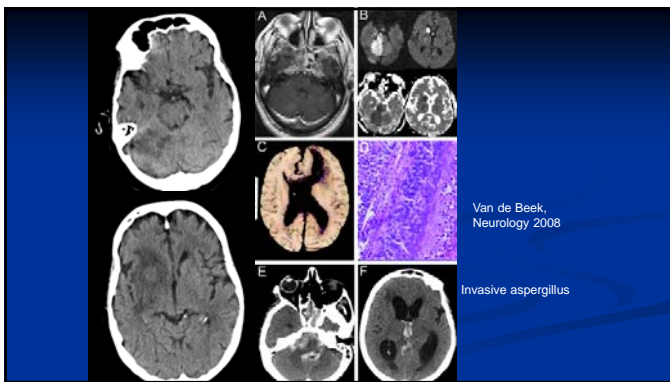 A
B
C
D
E
F
Van de Beek,
Neurology 2008
Invasive aspergillus